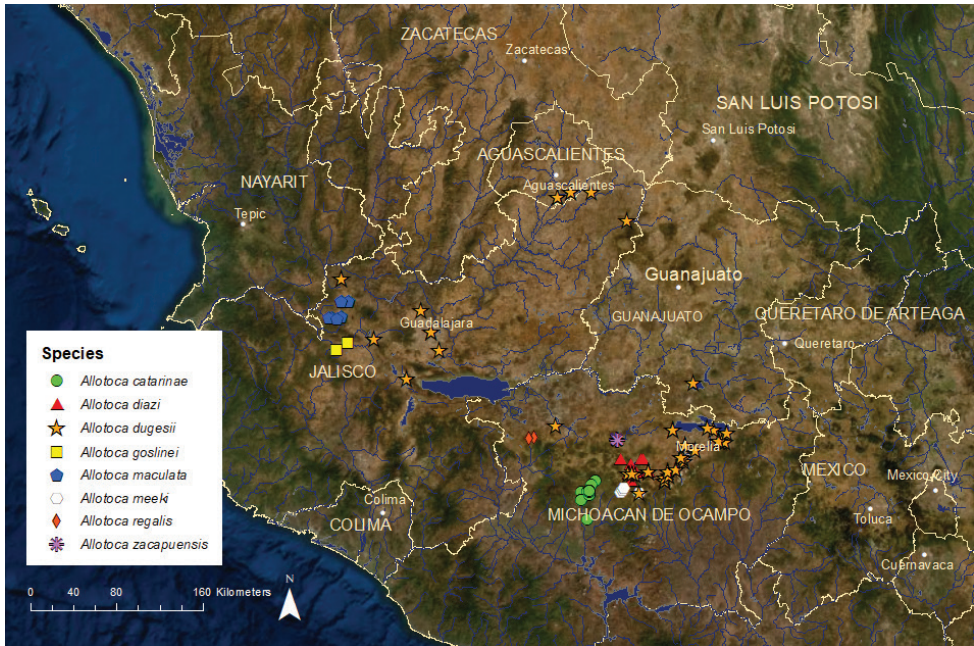 ZACATECAS
Zacatecas
SAN LUIS POTOSI
San Luis Potosi
AGUASCALIENTES
Aguascalientes
NAYARIT
Tepic
Guanajuato
GUANAJUATO
QUERETARO DE ARTEAGA
Queretaro
Guadalajara
JALISCO
Morelia
MEXICO
Mexico City
Toluca
Cuernavaca
MICHOACAN DE OCAMPO
Colima
COLIMA
Species
Allotoca catarinae
Allotoca diazi
Allotoca dugesii
Allotoca goslinei
Allotoca maculata
Allotoca meeki
Allotoca regalis
Allotoca zacapuensis
0 40 80 160 Kilometers
N